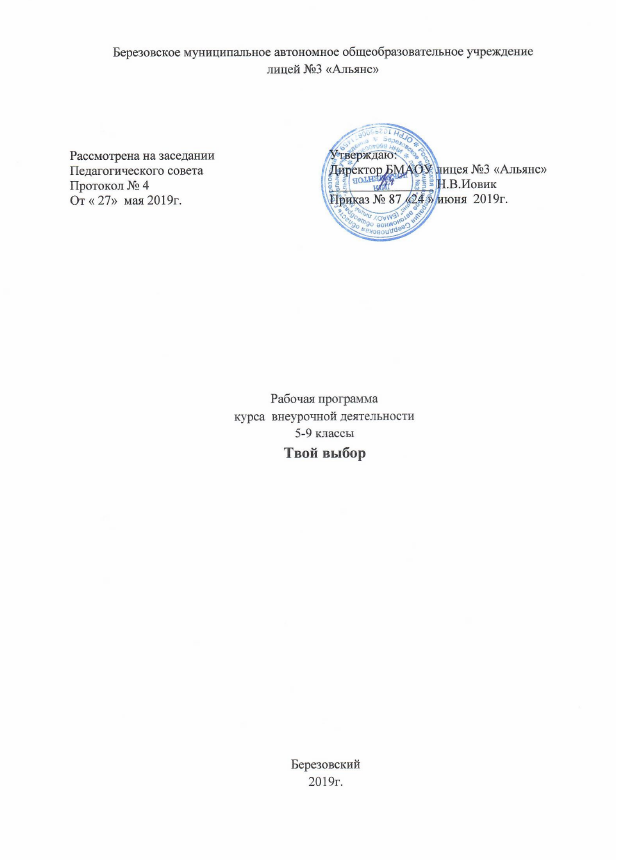 Березовское муниципальное автономное общеобразовательное учреждение
лицей №3 «Альянс»
Рассмотрена на заседании
Педагогического совета
Протокол № 4
От « 27» мая 2019г.
Утверждаю:
Директор БМАОУ лицея №3 «Альянс»
Н.В.Иовик
Приказ № 87 «24 » июня 2019г.
Рабочая программа
курса внеурочной деятельности
5-9 классы
Твой выбор
Березовский
2019г.